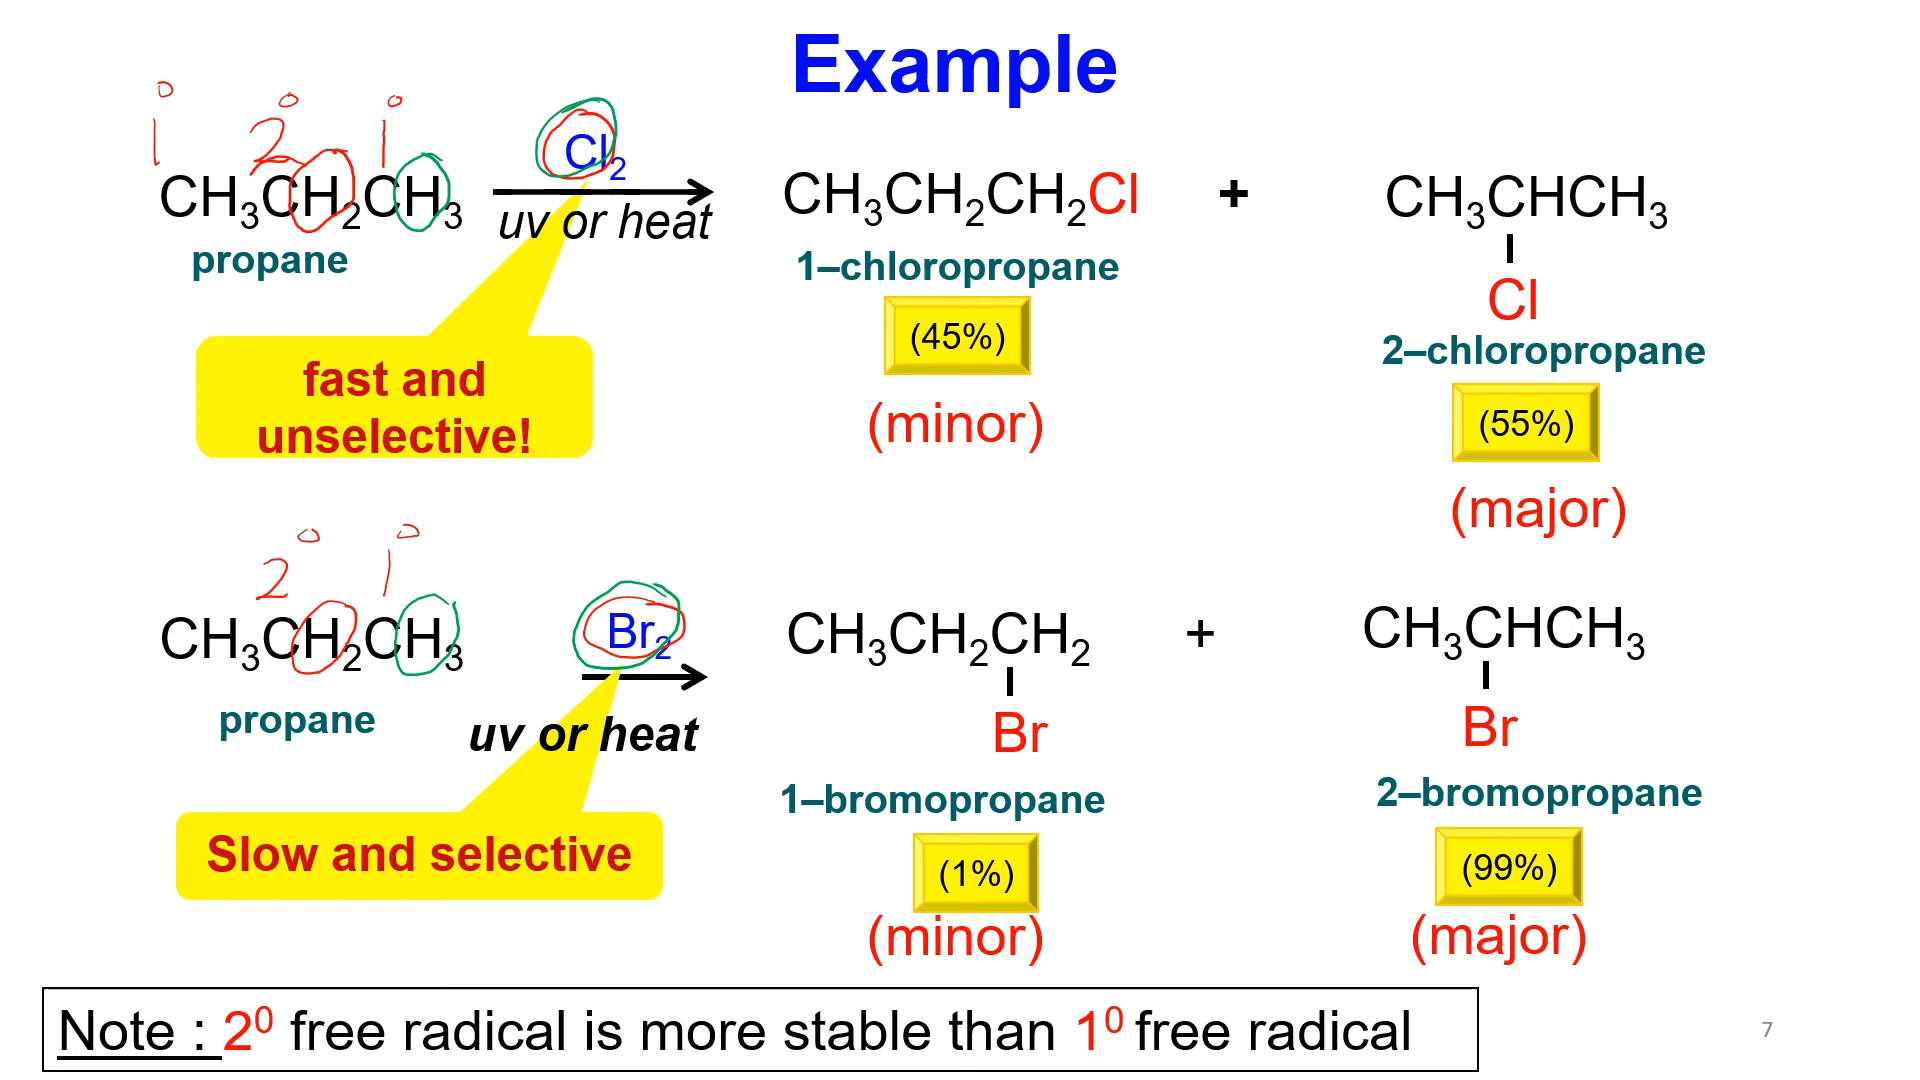 Example
1° 2° 1°
CH₃CH₂CH₃
propane
Cl₂
uv or heat
CH₃CH₂CH₂Cl
1–chloropropane
(45%)
(minor)
+
CH₃CHCH₃
Cl
2–chloropropane
(55%)
(major)
fast and
unselective!
2° 1°
CH₃CH₂CH₃
propane
Br₂
uv or heat
CH₃CH₂CH₂
Br
1–bromopropane
(1%)
(minor)
+
CH₃CHCH₃
Br
2–bromopropane
(99%)
(major)
Slow and selective
Note : 2⁰ free radical is more stable than 1⁰ free radical
7